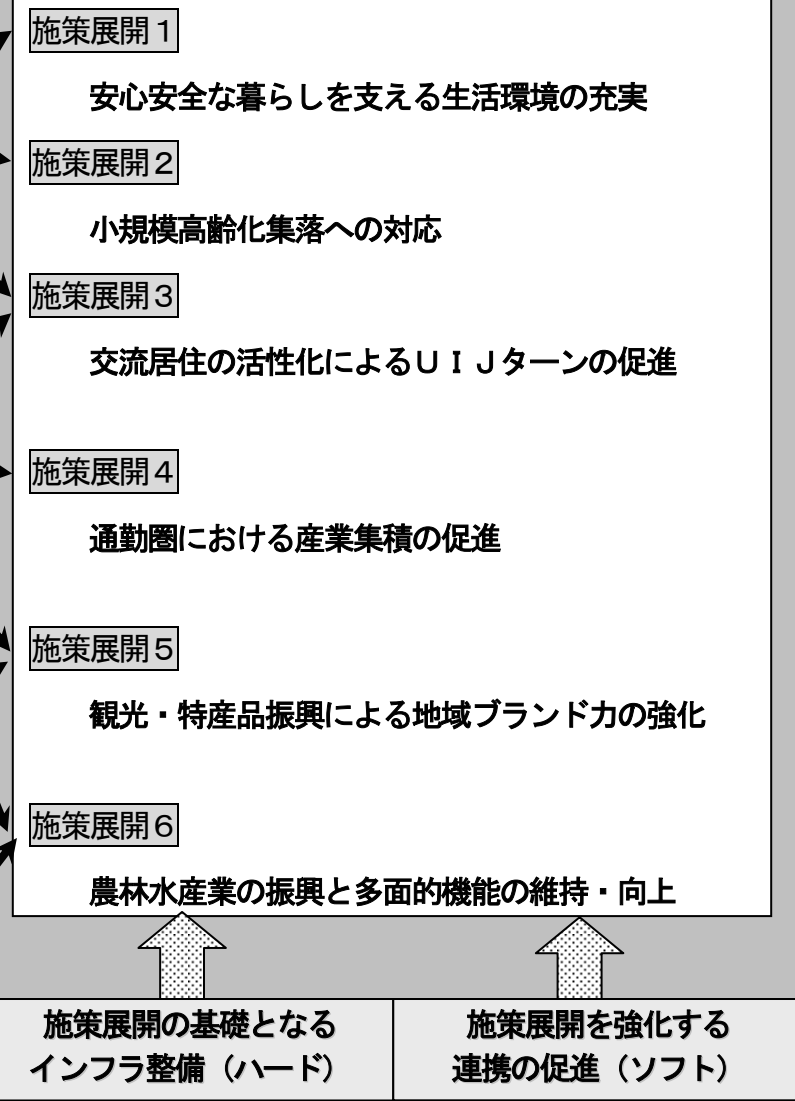 施策展開１
安心安全な暮らしを支える生活環境の充実
施策展開２
小規模高齢化集落への対応
施策展開３
交流居住の活性化によるＵＩＪターンの促進
施策展開４
通勤圏における産業集積の促進
施策展開５
観光・特産品振興による地域ブランド力の強化
施策展開６
農林水産業の振興と多面的機能の維持・向上
施策展開の基礎となる
インフラ整備（ハード）
施策展開を強化する
連携の促進（ソフト）